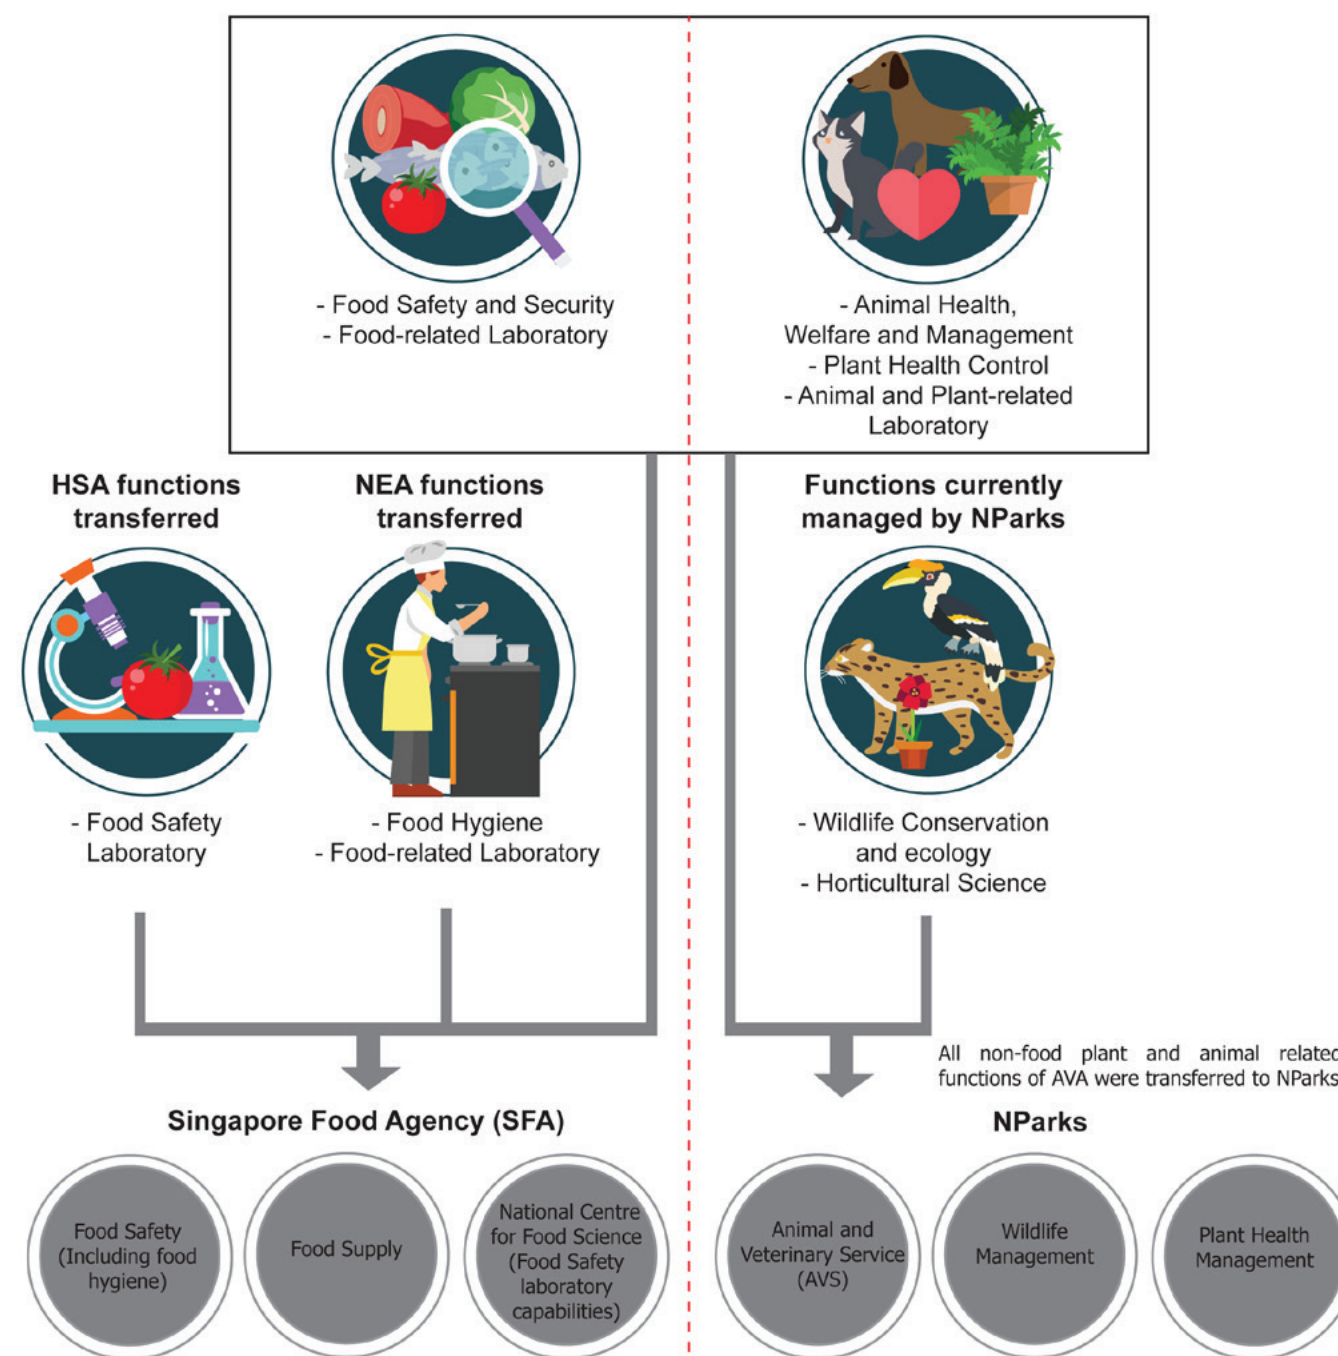 - Food Safety and Security
- Food-related Laboratory
- Animal Health,
Welfare and Management
- Plant Health Control
- Animal and Plant-related
Laboratory
HSA functions
transferred
- Food Safety
Laboratory
NEA functions
transferred
- Food Hygiene
- Food-related Laboratory
Functions currently
managed by NParks
- Wildlife Conservation
and ecology
- Horticultural Science
All non-food plant and animal related
functions of AVA were transferred to NParks
Singapore Food Agency (SFA)
Food Safety
(Including food
hygiene)
Food Supply
National Centre
for Food Science
(Food Safety
laboratory
capabilities)
NParks
Animal and
Veterinary Service
(AVS)
Wildlife
Management
Plant Health
Management